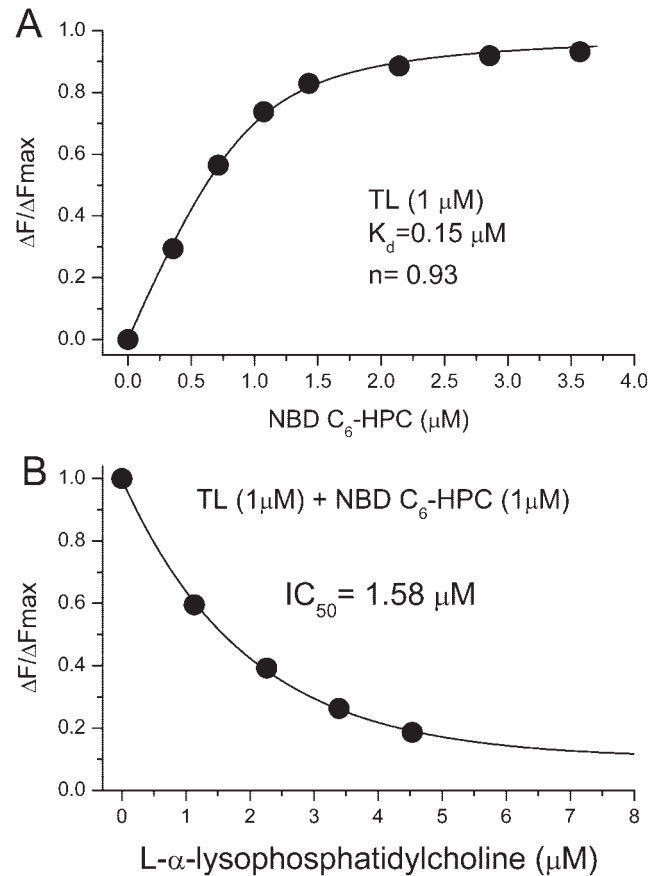 A
1.0
0.8
0.6
0.4
0.2
0.0
ΔF/ΔFmax
TL (1 μM)
Kd=0.15 μM
n= 0.93
0.0 0.5 1.0 1.5 2.0 2.5 3.0 3.5 4.0
NBD C6-HPC (μM)
B
1.0
0.8
0.6
0.4
0.2
0.0
ΔF/ΔFmax
TL (1μM) + NBD C6-HPC (1μM)
IC50= 1.58 μM
0 1 2 3 4 5 6 7 8
L-α-lysophosphatidylcholine (μM)